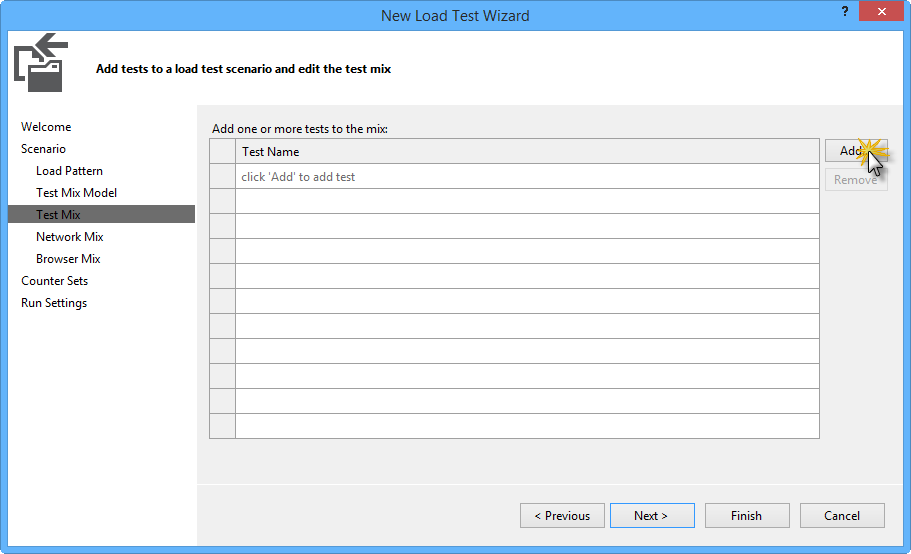 New Load Test Wizard
?
Add tests to a load test scenario and edit the test mix
Welcome
Scenario
Load Pattern
Test Mix Model
Test Mix
Network Mix
Browser Mix
Counter Sets
Run Settings
Add one or more tests to the mix:
Test Name
click 'Add' to add test
Add
Remove
< Previous
Next >
Finish
Cancel